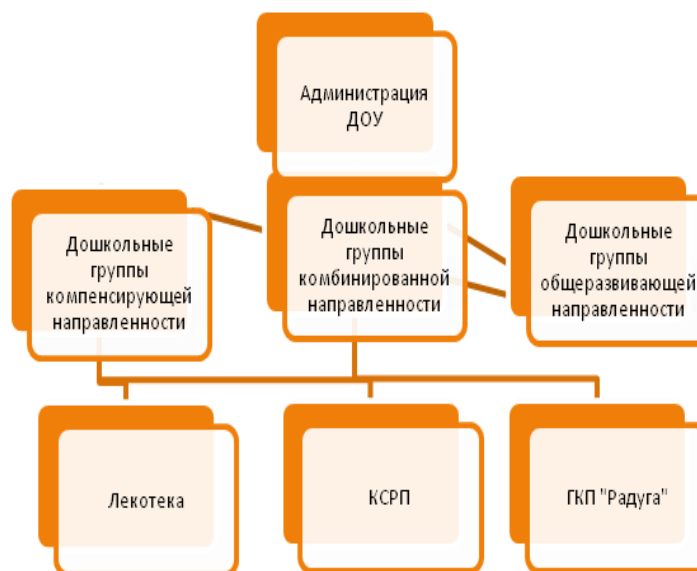 Администрация
ДОУ
Дошкольные
группы
компенсирующей
направленности
Дошкольные
группы
комбинированной
направленности
Дошкольные
группы
общеразвивающей
направленности
Лекотека
КСРП
ГКП "Радуга"